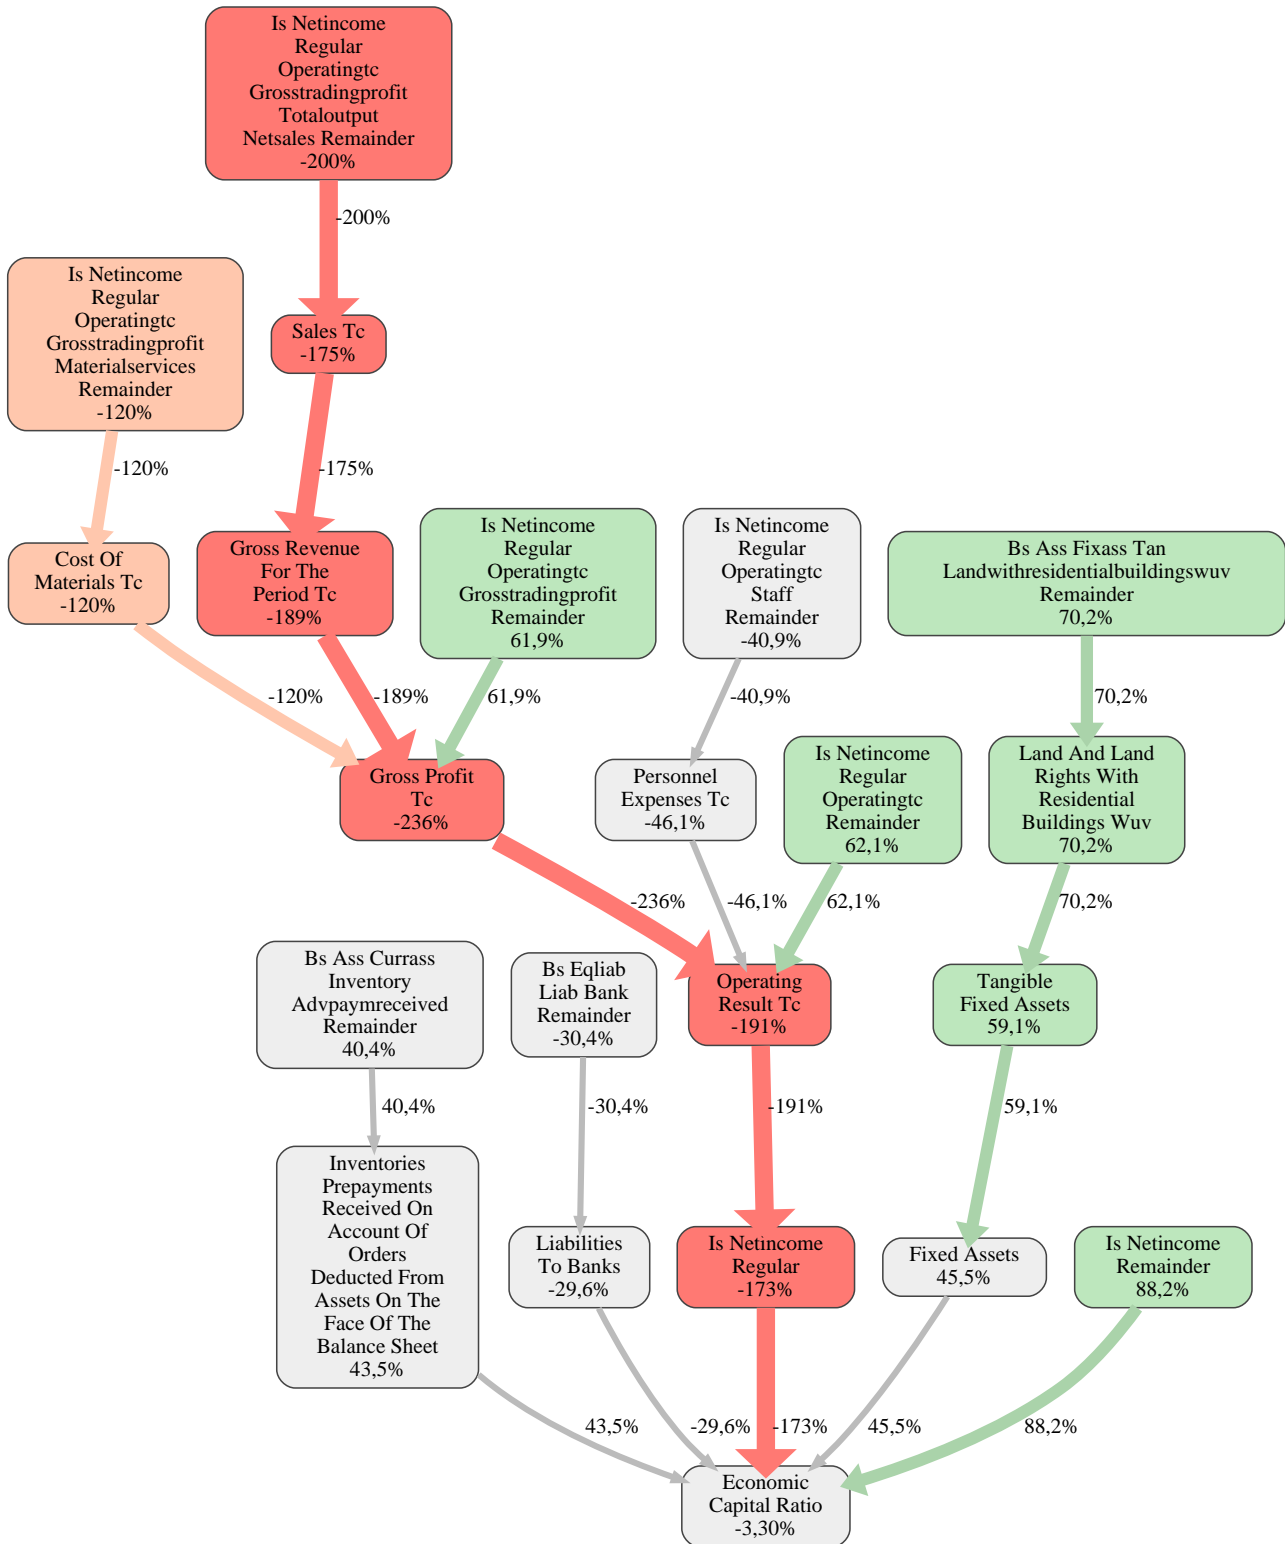 Is Netincome
Regular
Operatingtc
Grosstradingprofit
Totaloutput
Netsales Remainder
-200%
-200%
Is Netincome
Regular
Operatingtc
Grosstradingprofit
Materialservices
Remainder
-120%
Sales Tc
-175%
-120%
-175%
Cost Of
Materials Tc
-120%
Gross Revenue
For The
Period Tc
-189%
Is Netincome
Regular
Operatingtc
Grosstradingprofit
Remainder
61,9%
Is Netincome
Regular
Operatingtc
Staff
Remainder
-40,9%
Bs Ass Fixass Tan
Landwithresidentialbuildingswuv
Remainder
70,2%
-120%
-189%
61,9%
-40,9%
70,2%
Gross Profit
Tc
-236%
Personnel
Expenses Tc
-46,1%
Is Netincome
Regular
Operatingtc
Remainder
62,1%
Land And Land
Rights With
Residential
Buildings Wuv
70,2%
-236%
-46,1%
62,1%
70,2%
Bs Ass Currass
Inventory
Advpaymreceived
Remainder
40,4%
Bs Eqliab
Liab Bank
Remainder
-30,4%
Operating
Result Tc
-191%
Tangible
Fixed Assets
59,1%
40,4%
-30,4%
-191%
59,1%
Inventories
Prepayments
Received On
Account Of
Orders
Deducted From
Assets On The
Face Of The
Balance Sheet
43,5%
Liabilities
To Banks
-29,6%
Is Netincome
Regular
-173%
Fixed Assets
45,5%
Is Netincome
Remainder
88,2%
43,5%
-29,6%
-173%
45,5%
88,2%
Economic
Capital Ratio
-3,30%